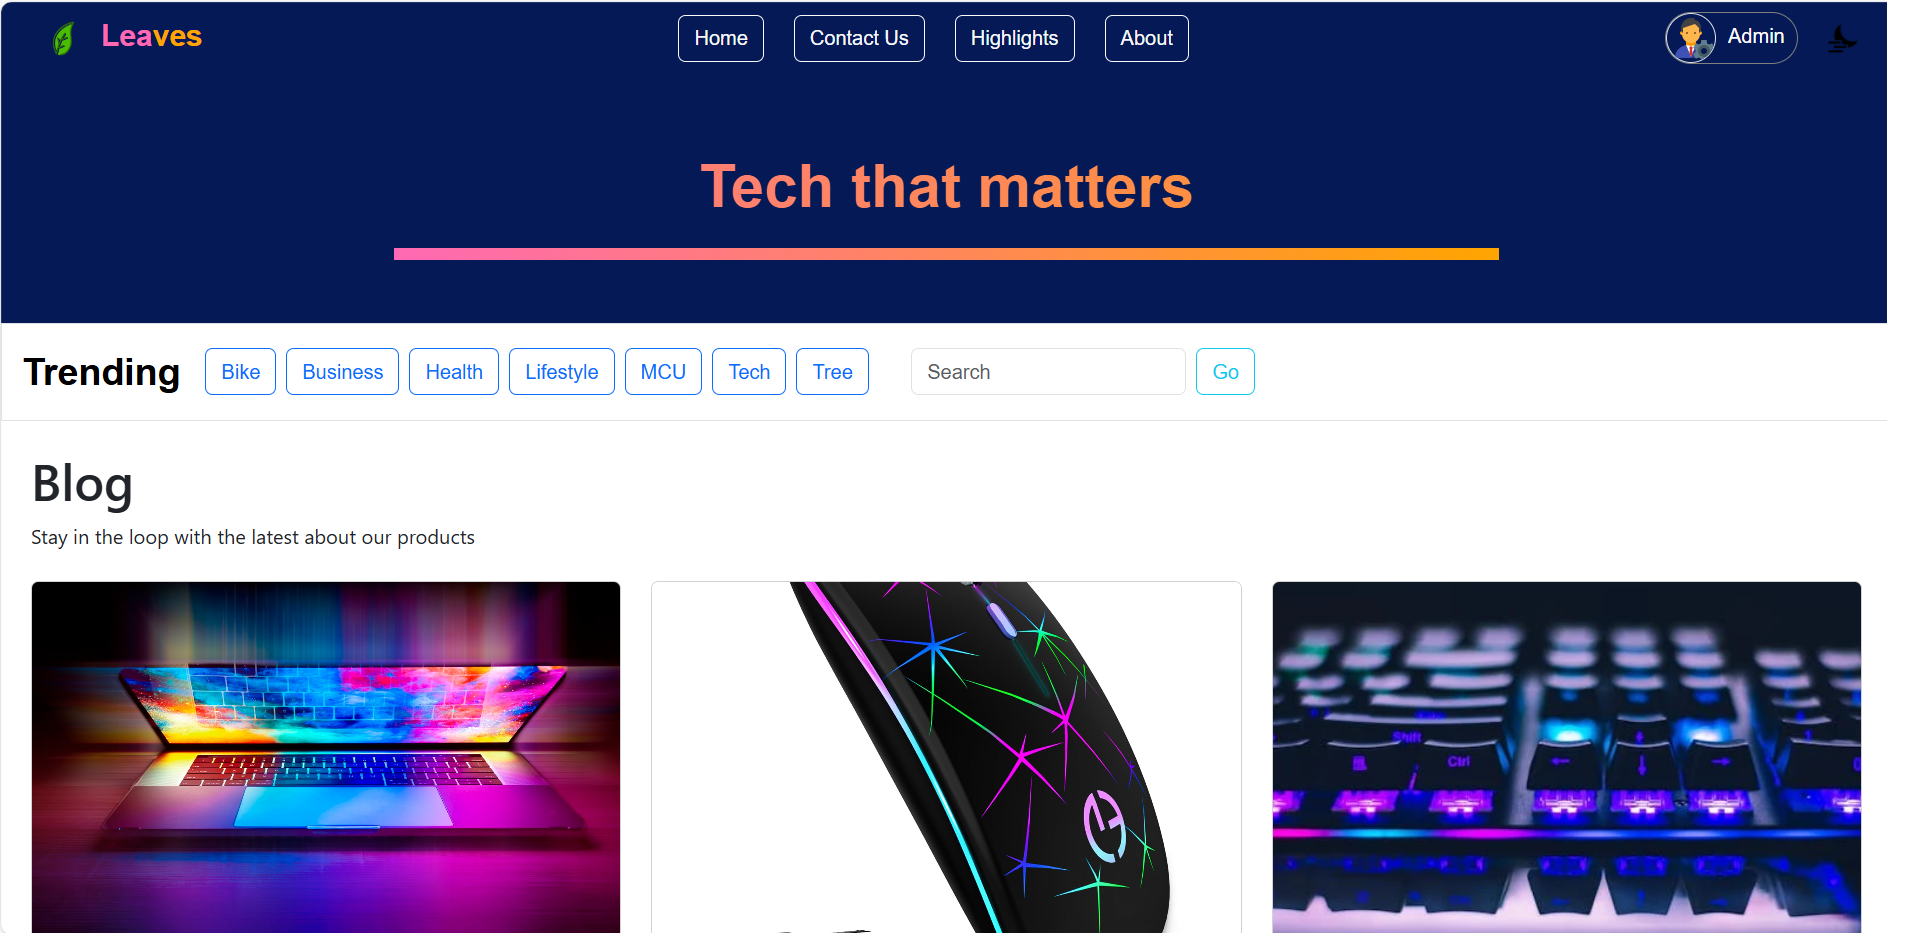 Leaves Home Contact Us Highlights About Admin
Tech that matters
Trending Bike Business Health Lifestyle MCU Tech Tree Search Go
Blog
Stay in the loop with the latest about our products
Shift
Ctrl